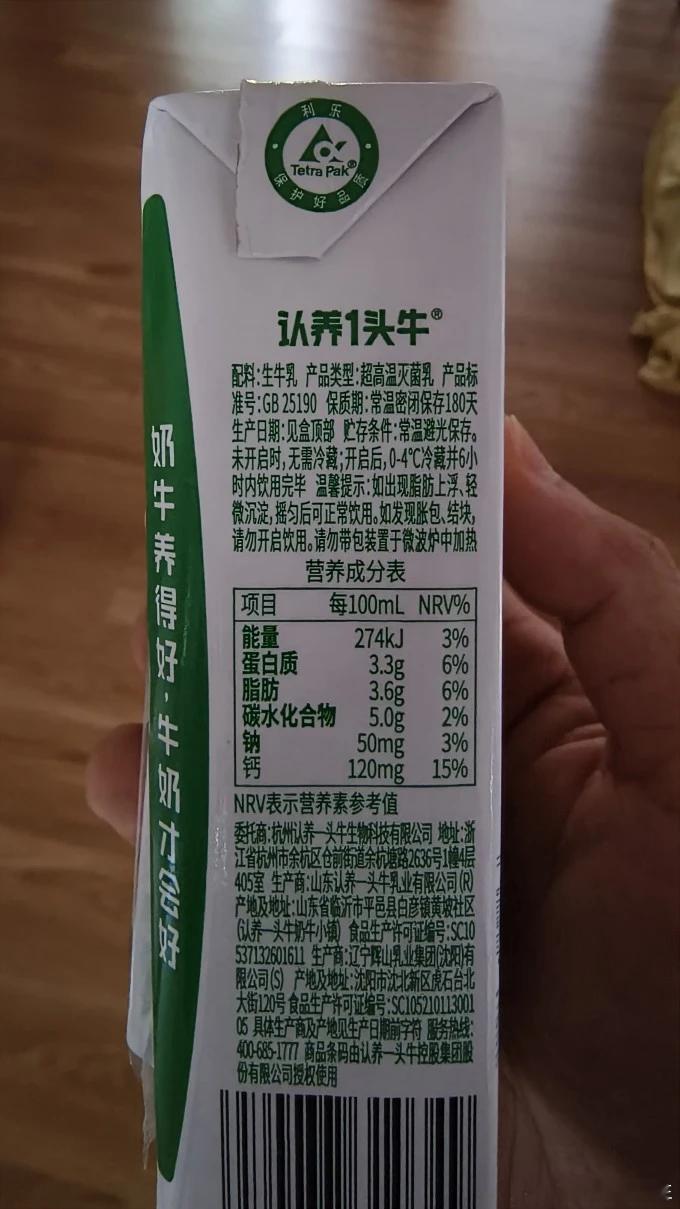 利乐
Tetra Pak®
保护好品质
认养1头牛®
配料:生牛乳 产品类型:超高温灭菌乳 产品标
准号:GB 25190 保质期:常温密闭保存180天
生产日期:见盒顶部 贮存条件:常温避光保存。
未开启时,无需冷藏;开启后,0-4℃冷藏并6小
时内饮用完毕 温馨提示:如出现脂肪上浮、轻
微沉淀,摇匀后可正常饮用。如发现胀包、结块,
请勿开启饮用。请勿带包装置于微波炉中加热
营养成分表
项目 每100mL NRV%
能量 274kJ 3%
蛋白质 3.3g 6%
脂肪 3.6g 6%
碳水化合物 5.0g 2%
钠 50mg 3%
钙 120mg 15%
NRV表示营养素参考值
委托商:杭州认养一头牛生物科技有限公司 地址:浙
江省杭州市余杭区仓前街道余杭塘路2636号1幢4层
405室 生产商:山东认养一头牛乳业有限公司(R)
产地及地址:山东省临沂市平邑县白彦镇黄坡社区
(认养一头牛奶牛小镇) 食品生产许可证编号:SC10
537132601611 生产商:辽宁辉山乳业集团(沈阳)有
限公司(S) 产地及地址:沈阳市沈北新区虎石台北
大街120号 食品生产许可证编号:SC105210113001
05 具体生产商及产地见生产日期前字符 服务热线:
400-685-1777 商品条码由认养一头牛控股集团股
份有限公司授权使用
奶牛养得好,牛奶才会好